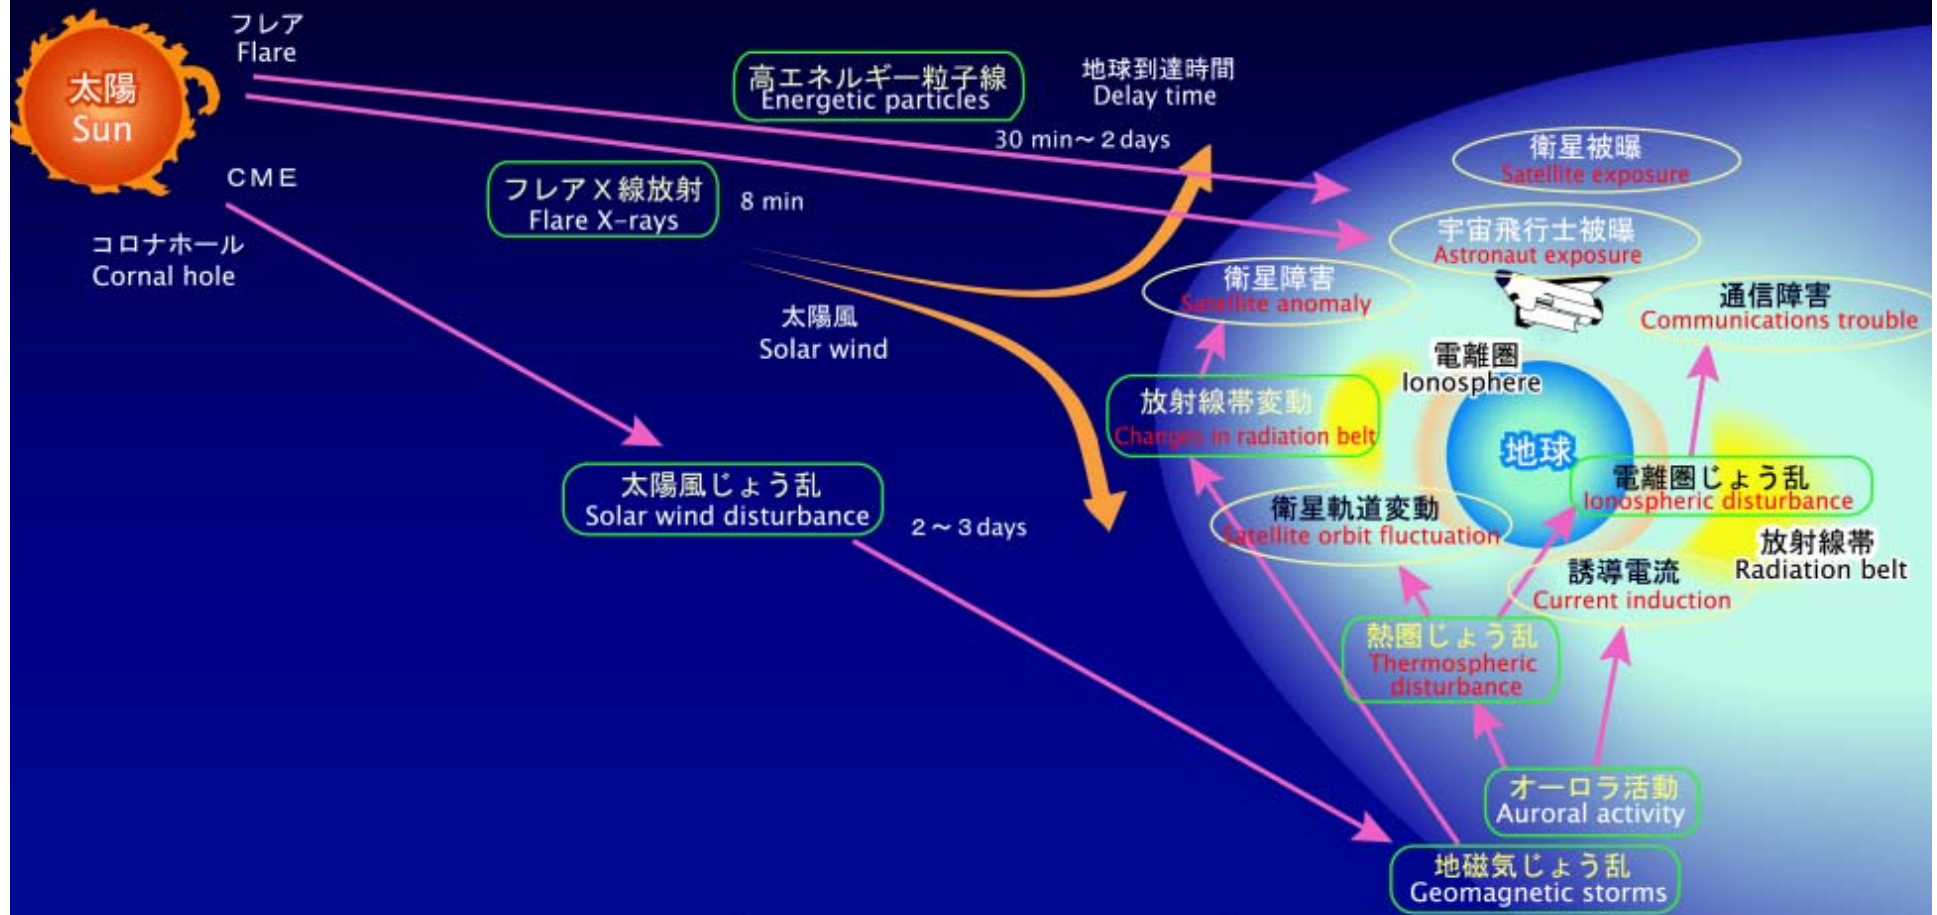 フレア
Flare
太陽
Sun
高エネルギー粒子線
Energetic particles
地球到達時間
Delay time
30 min～2 days
衛星被曝
Satellite exposure
CME
フレアX線放射
Flare X-rays
8 min
コロナホール
Cornal hole
宇宙飛行士被曝
Astronaut exposure
衛星障害
Satellite anomaly
通信障害
Communications trouble
太陽風
Solar wind
電離圏
Ionosphere
放射線帯変動
Changes in radiation belt
地球
太陽風じょう乱
Solar wind disturbance
2～3 days
電離圏じょう乱
Ionospheric disturbance
衛星軌道変動
Satellite orbit fluctuation
放射線帯
Radiation belt
誘導電流
Current induction
熱圏じょう乱
Thermospheric
disturbance
オーロラ活動
Auroral activity
地磁気じょう乱
Geomagnetic storms